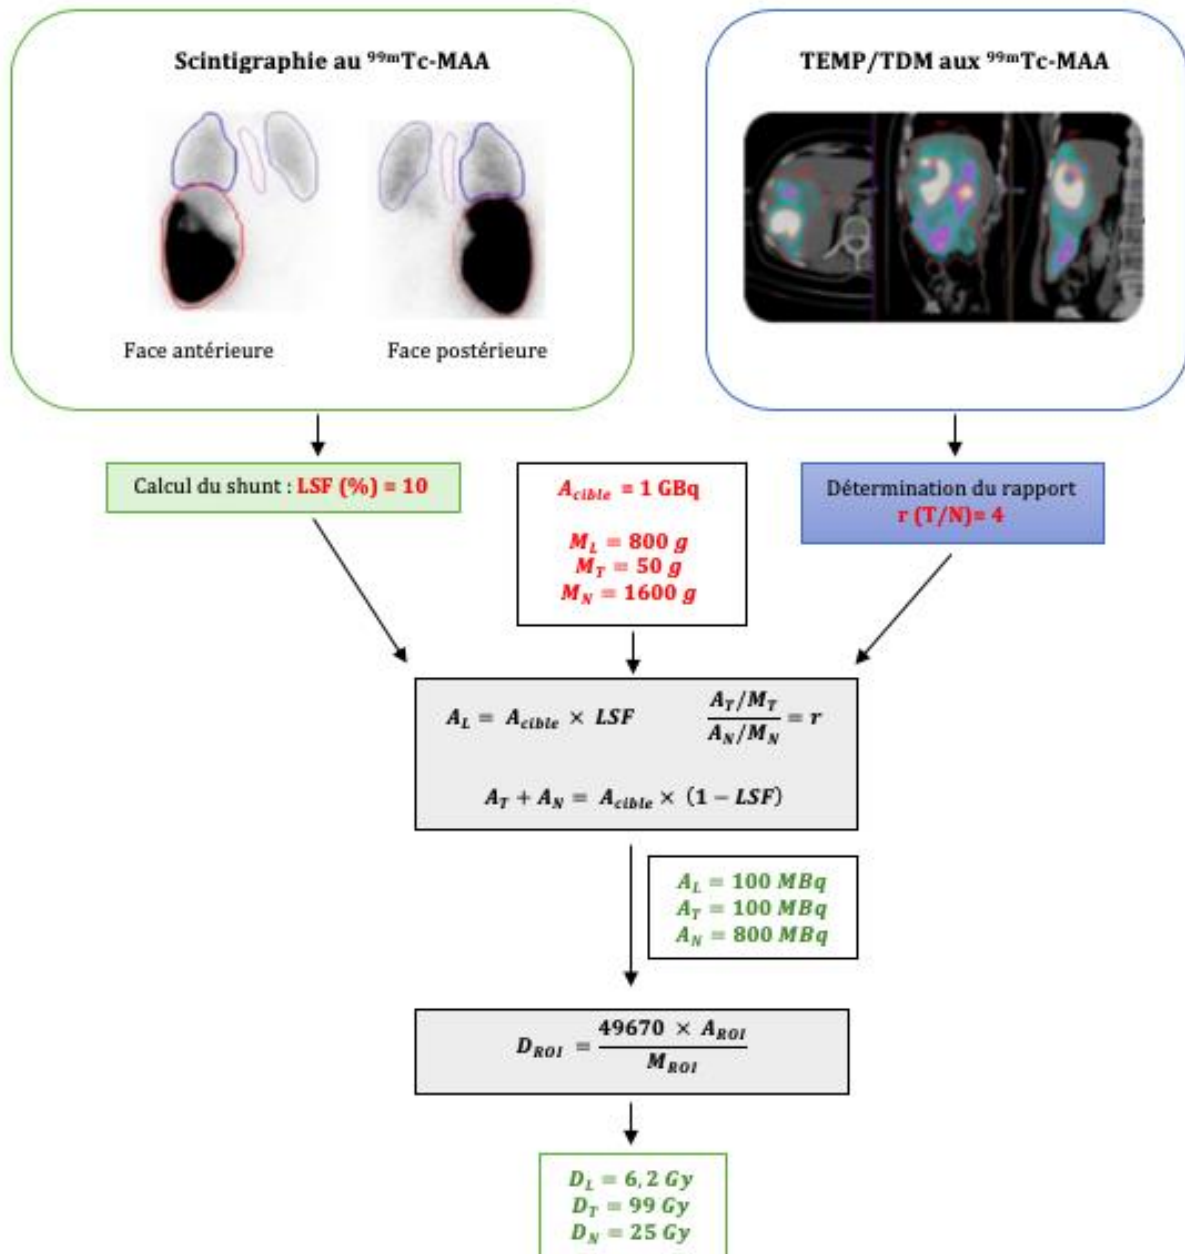 Scintigraphie au ⁹⁹ᵐTc-MAA
TEMP/TDM aux ⁹⁹ᵐTc-MAA
Face antérieure
Face postérieure
Calcul du shunt : LSF (%) = 10
A_cible = 1 GBq
M_L = 800 g
M_T = 50 g
M_N = 1600 g
Détermination du rapport
r (T/N)= 4
A_L = A_cible × LSF
(A_T/M_T)/(A_N/M_N) = r
A_T + A_N = A_cible × (1 − LSF)
A_L = 100 MBq
A_T = 100 MBq
A_N = 800 MBq
D_ROI = (49670 × A_ROI)/M_ROI
D_L = 6, 2 Gy
D_T = 99 Gy
D_N = 25 Gy